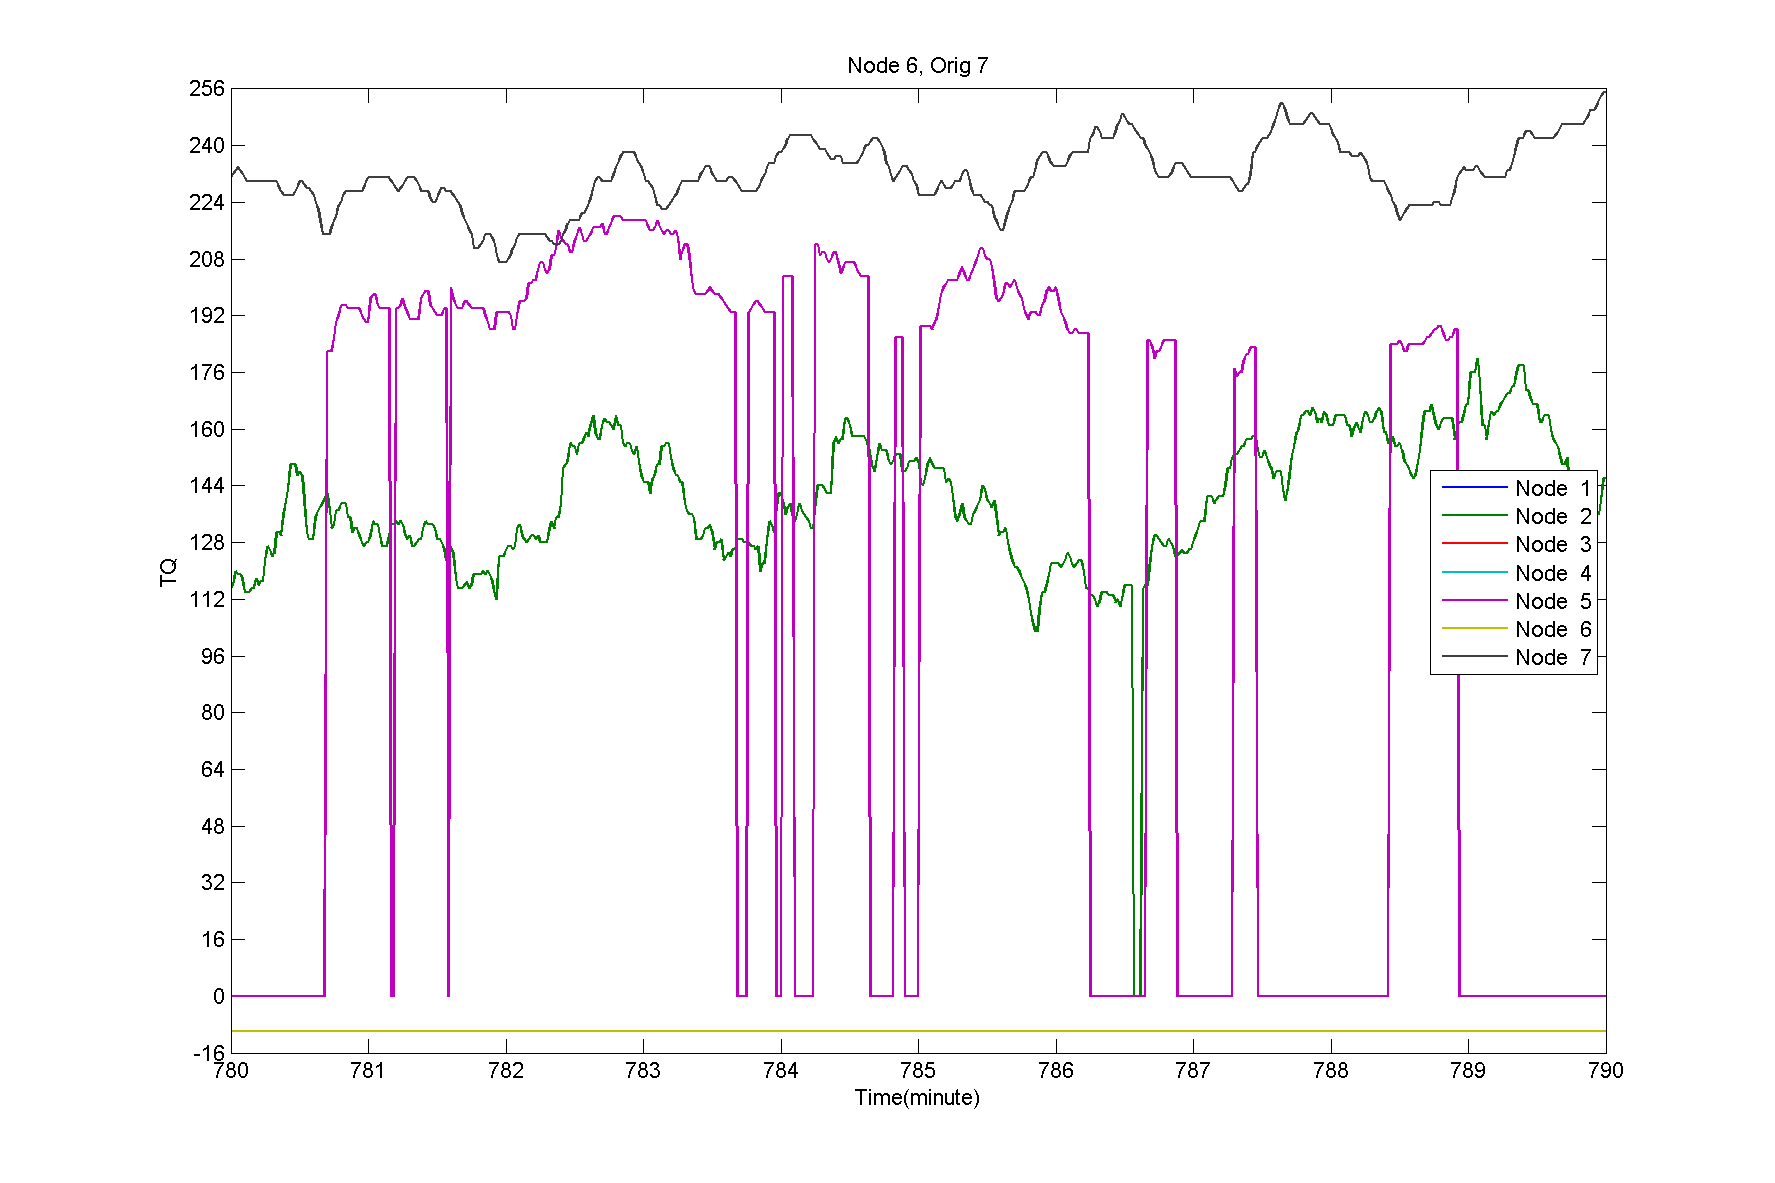 Node 6, Orig 7
256
240
224
208
192
176
160
144
128
112
96
80
64
48
32
16
0
-16
TQ
Node 1
Node 2
Node 3
Node 4
Node 5
Node 6
Node 7
780 781 782 783 784 785 786 787 788 789 790
Time(minute)